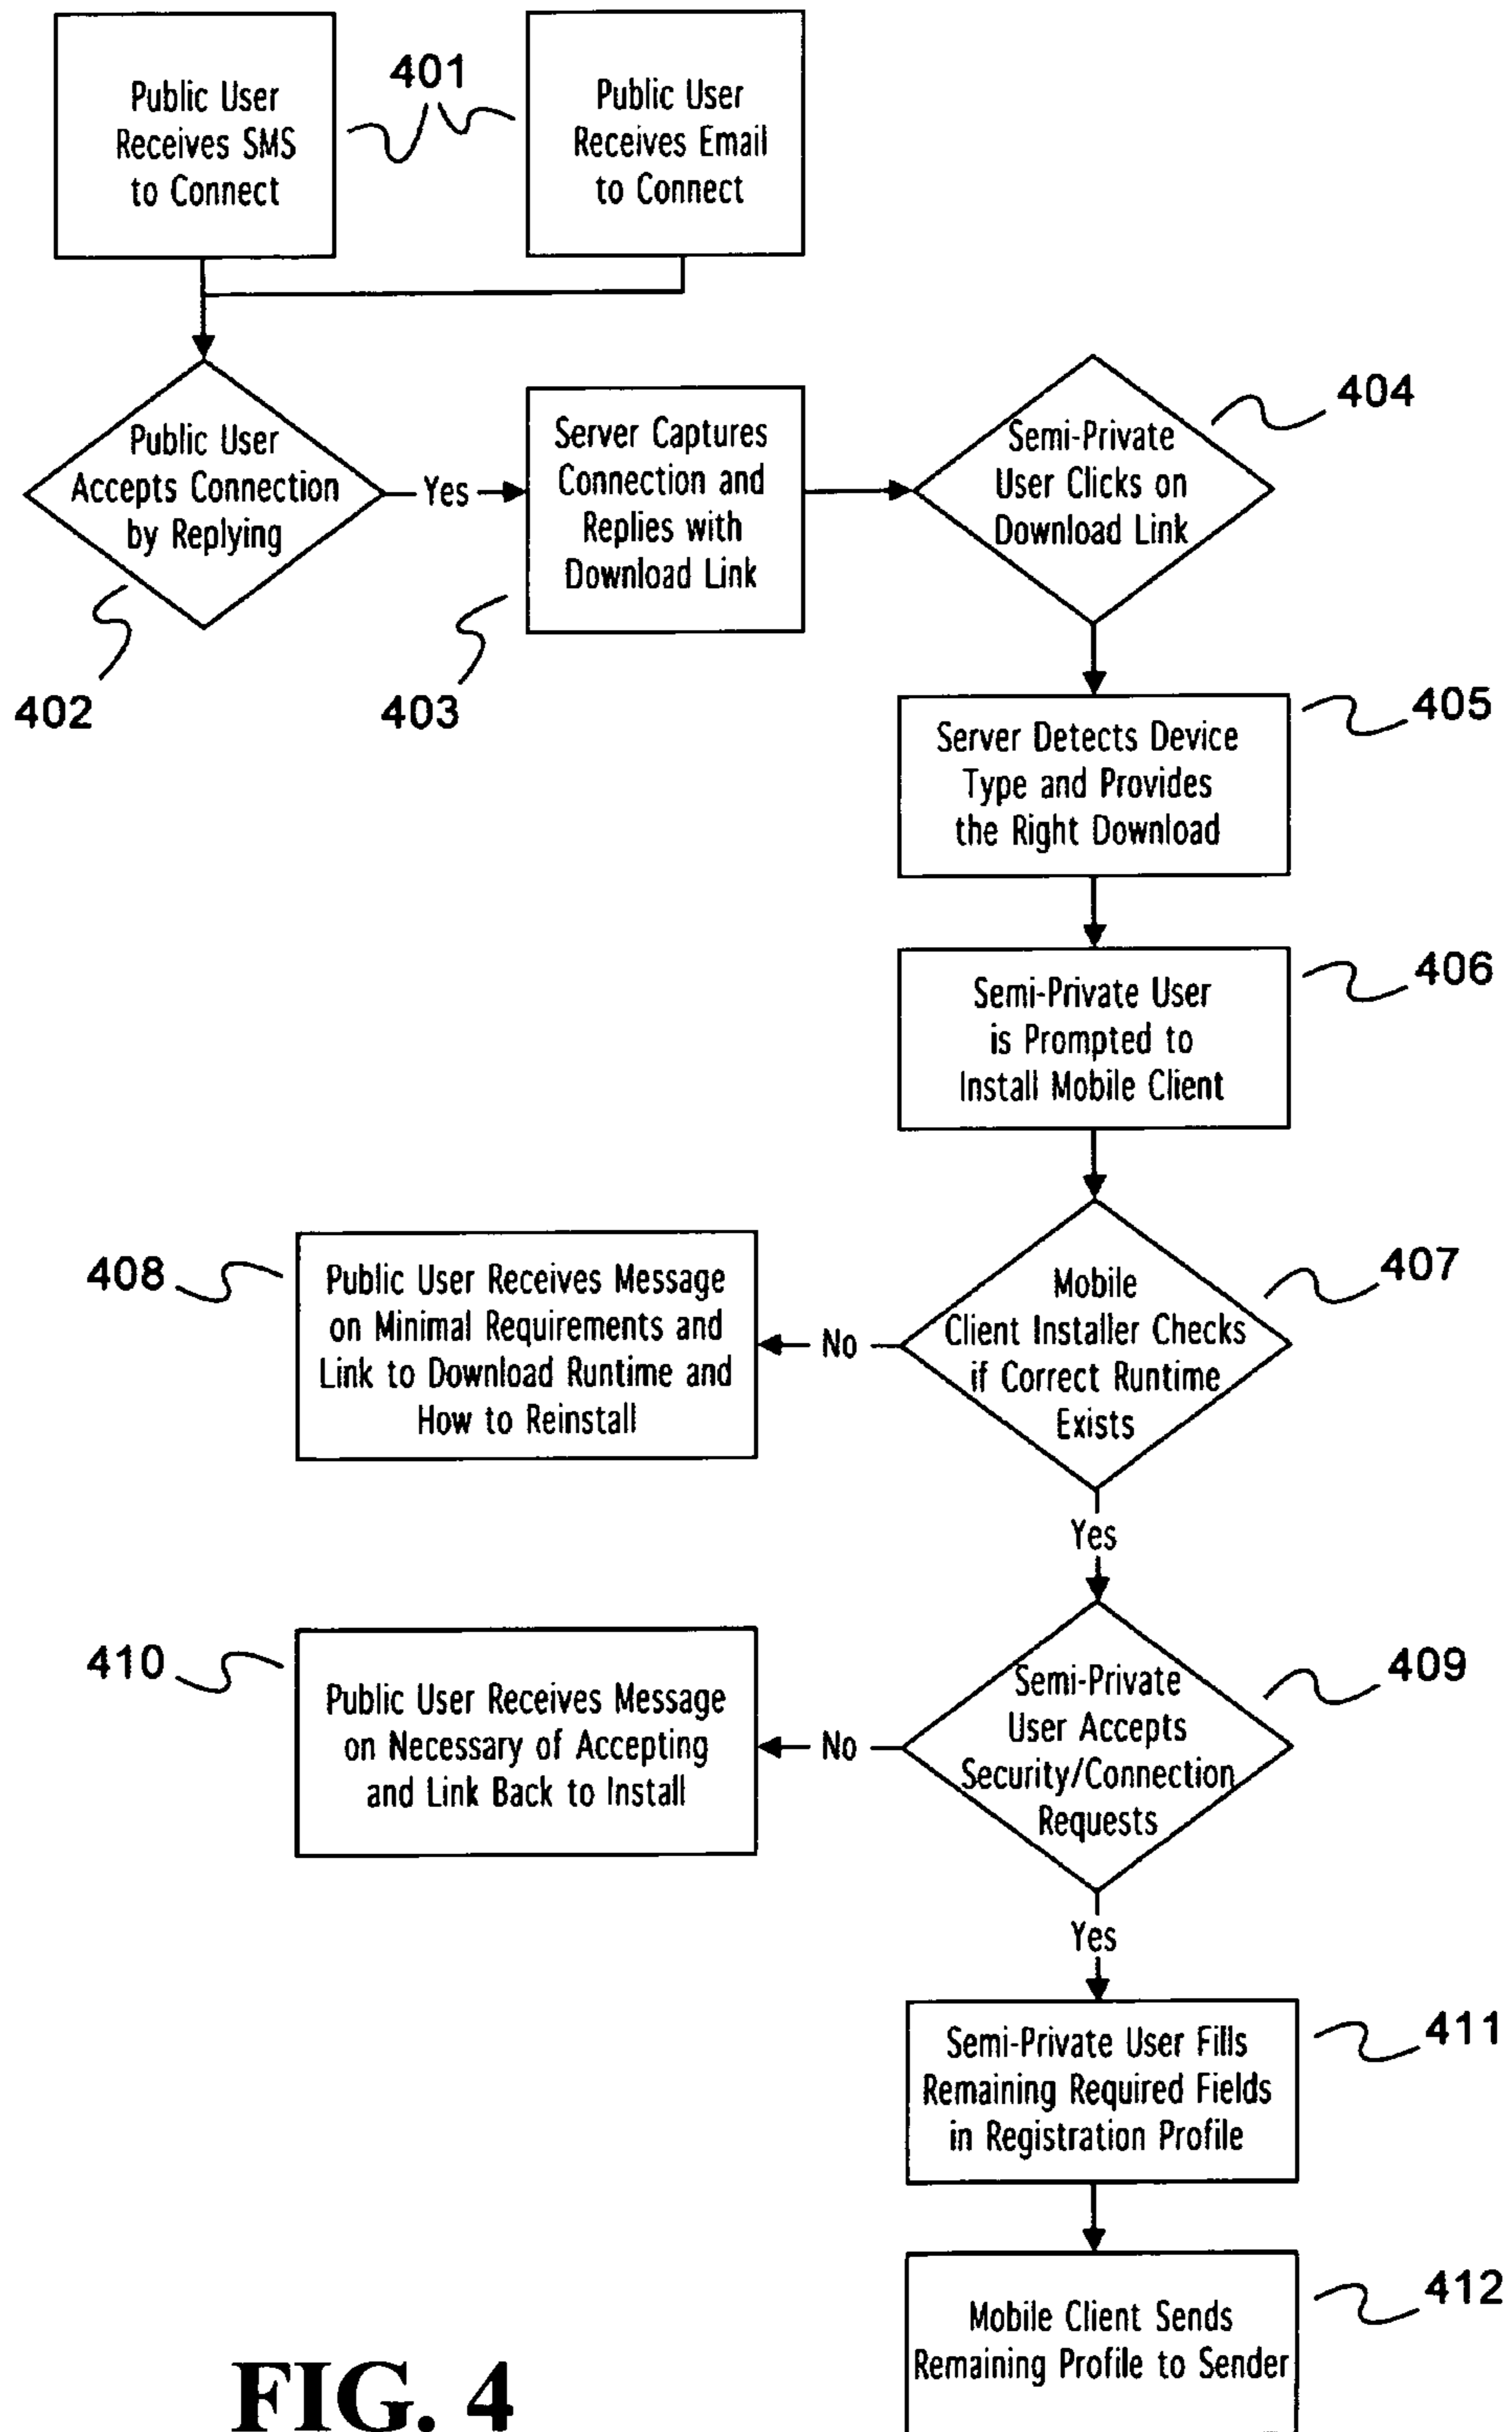 Public User
Receives SMS
to Connect
401
Public User
Receives Email
to Connect
Public User
Accepts Connection
by Replying
402
Yes
Server Captures
Connection and
Replies with
Download Link
403
Semi-Private
User Clicks on
Download Link
404
Server Detects Device
Type and Provides
the Right Download
405
Semi-Private User
is Prompted to
Install Mobile Client
406
Mobile
Client Installer Checks
if Correct Runtime
Exists
407
No
408
Public User Receives Message
on Minimal Requirements and
Link to Download Runtime and
How to Reinstall
Yes
Semi-Private
User Accepts
Security/Connection
Requests
409
No
410
Public User Receives Message
on Necessary of Accepting
and Link Back to Install
Yes
Semi-Private User Fills
Remaining Required Fields
in Registration Profile
411
Mobile Client Sends
Remaining Profile to Sender
412
FIG. 4